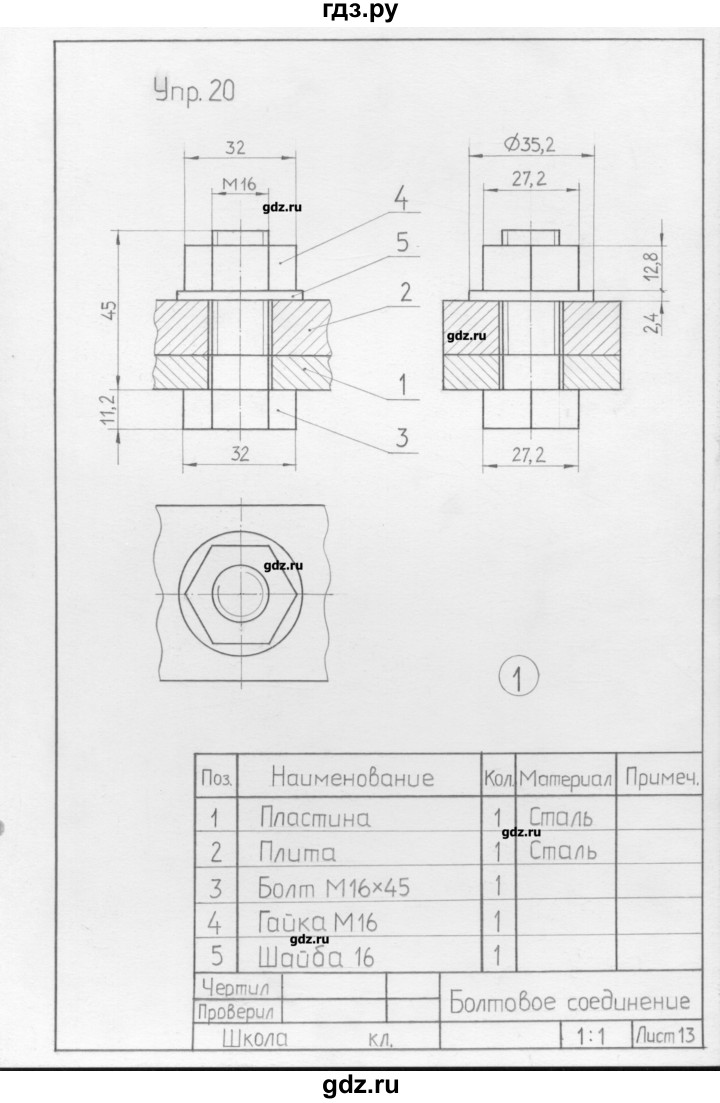 гдз.ру
Упр. 20
32
М16
gdz.ru
4
5
2
1
3
45
11,2
32
Ф35,2
27,2
12,8
2,4
gdz.ru
27,2
gdz.ru
1
Поз. Наименование Кол. Материал Примеч.
1 Пластина 1 Сталь
gdz.ru
2 Плита 1 Сталь
3 Болт М16×45 1
4 Гайка М16 1
gdz.ru
5 Шайба 16 1
Чертил
Проверил
Болтовое соединение
Школа кл. 1:1 Лист 13
gdz.ru